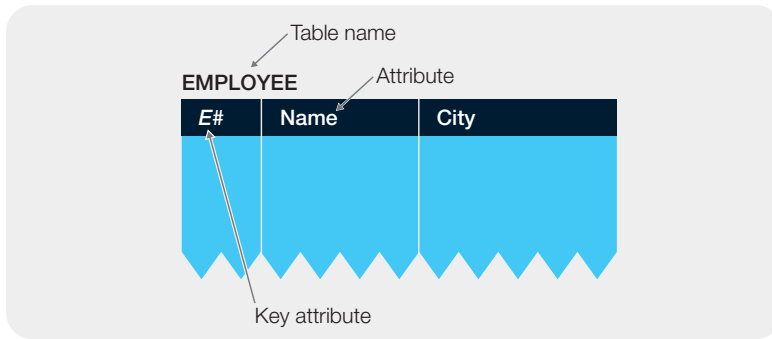 Table name
EMPLOYEE
Attribute
E# Name City
Key attribute